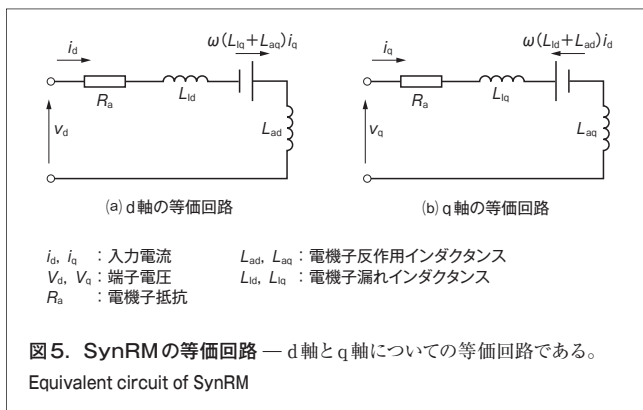 i_d
ω(L_lq+L_aq)i_q
R_a
L_ld
v_d
L_ad
(a) d軸の等価回路
i_q
ω(L_ld+L_ad)i_d
R_a
L_lq
v_q
L_aq
(b) q軸の等価回路
i_d, i_q：入力電流
V_d, V_q：端子電圧
R_a：電機子抵抗
L_ad, L_aq：電機子反作用インダクタンス
L_ld, L_lq：電機子漏れインダクタンス
図5. SynRMの等価回路 — d軸とq軸についての等価回路である。
Equivalent circuit of SynRM